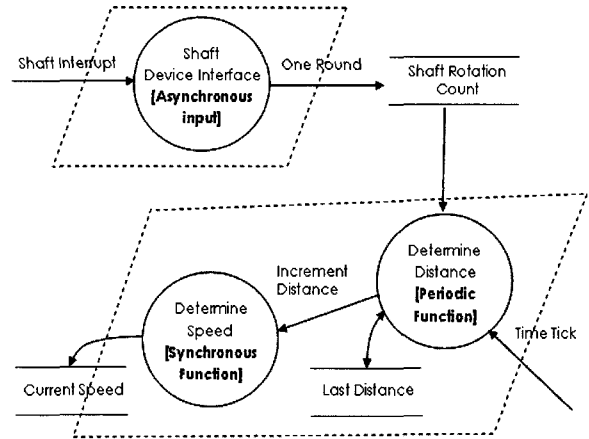 Shaft Interrupt
Shaft
Device Interface
[Asynchronous
input]
One Round
Shaft Rotation
Count
Determine
Distance
[Periodic
Function]
Increment
Distance
Time Tick
Determine
Speed
[Synchronous
Function]
Current Speed
Last Distance